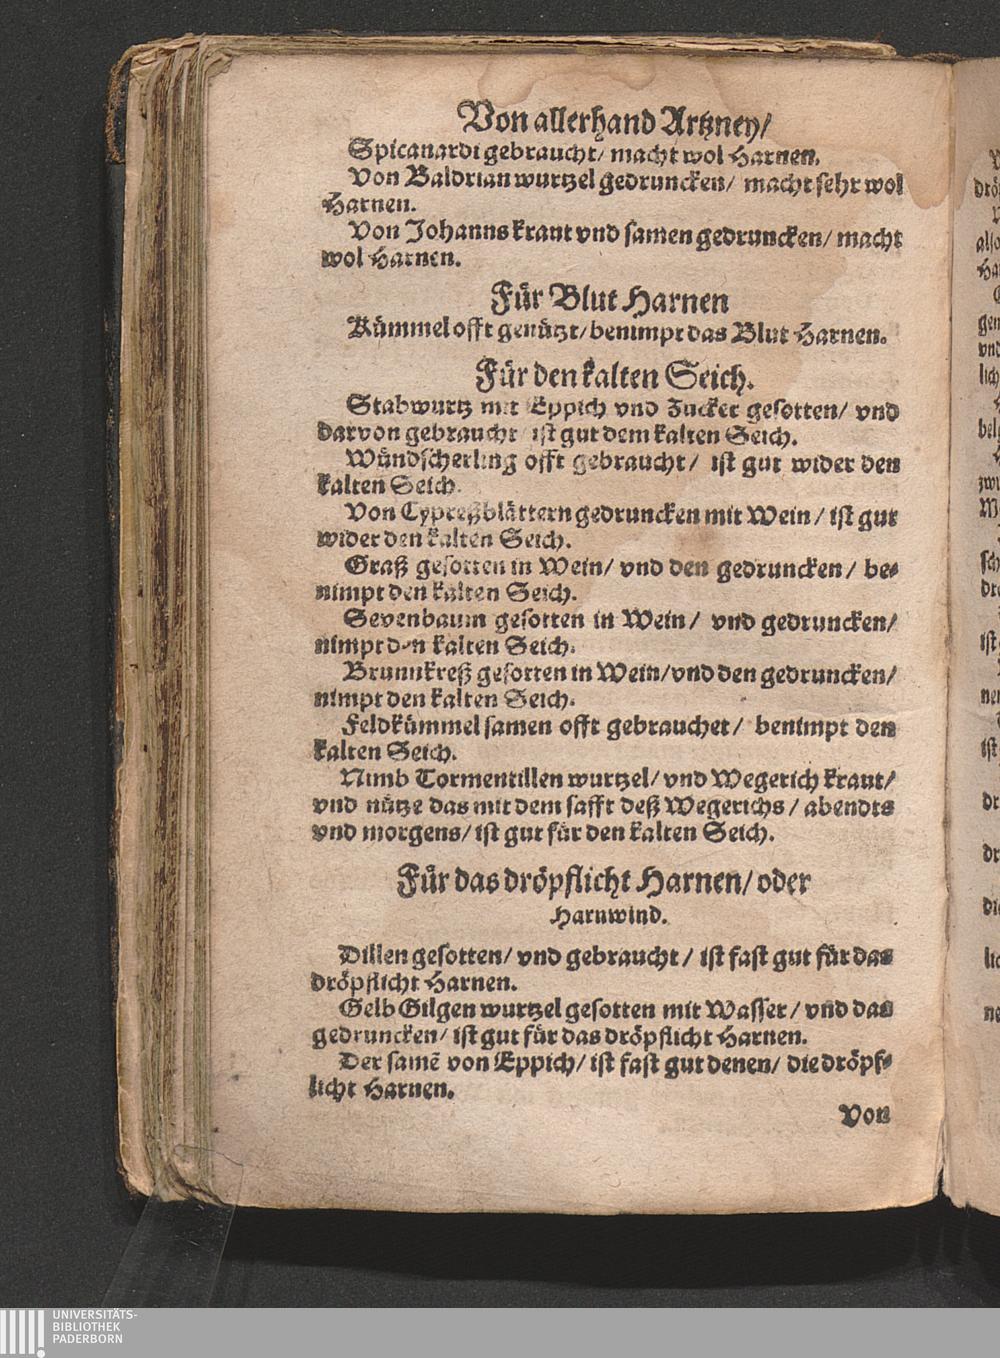 Von allerhand Artzney/
Spicanardi gebraucht/ macht wol Harnen.
Von Baldrian wurtzel gedruncken/ macht sehr wol
Harnen.
Von Johannskraut vnd samen gedruncken/ macht
wol Harnen.
Für Blut Harnen
Kümmel offt genützt/ benimpt das Blut Harnen.
Für den kalten Seich.
Stabwurtz mit Eppich vnd Zucker gesotten/ vnd
darvon gebraucht ist gut dem kalten Seich.
Wündscherling offt gebraucht/ ist gut wider den
kalten Seich.
Von Cypreßblättern gedruncken mit Wein/ ist gut
wider den kalten Seich.
Graß gesotten in Wein/ vnd den gedruncken/ be-
nimpt den kalten Seich.
Sevenbaum gesotten in Wein/ vnd gedruncken/
nimpt den kalten Seich.
Brunnkreß gesotten in Wein/ vnd den gedruncken/
nimpt den kalten Seich.
Feldkümmel samen offt gebrauchet/ benimpt den
kalten Seich.
Nimb Tormentillen wurtzel/ vnd Wegerich kraut/
vnd nütze das mit dem safft deß Wegerichs/ abendts
vnd morgens/ ist gut für den kalten Seich.
Für das dröpflicht Harnen/ oder
Harnwind.
Dillen gesotten/ vnd gebraucht/ ist fast gut für das
dröpflicht Harnen.
Gelb Gilgen wurtzel gesotten mit Wasser/ vnd das
gedruncken/ ist gut für das dröpflicht Harnen.
Der samē von Eppich/ ist fast gut denen/ die dröpf-
licht Harnen.
Von
UNIVERSITÄTS-
BIBLIOTHEK
PADERBORN